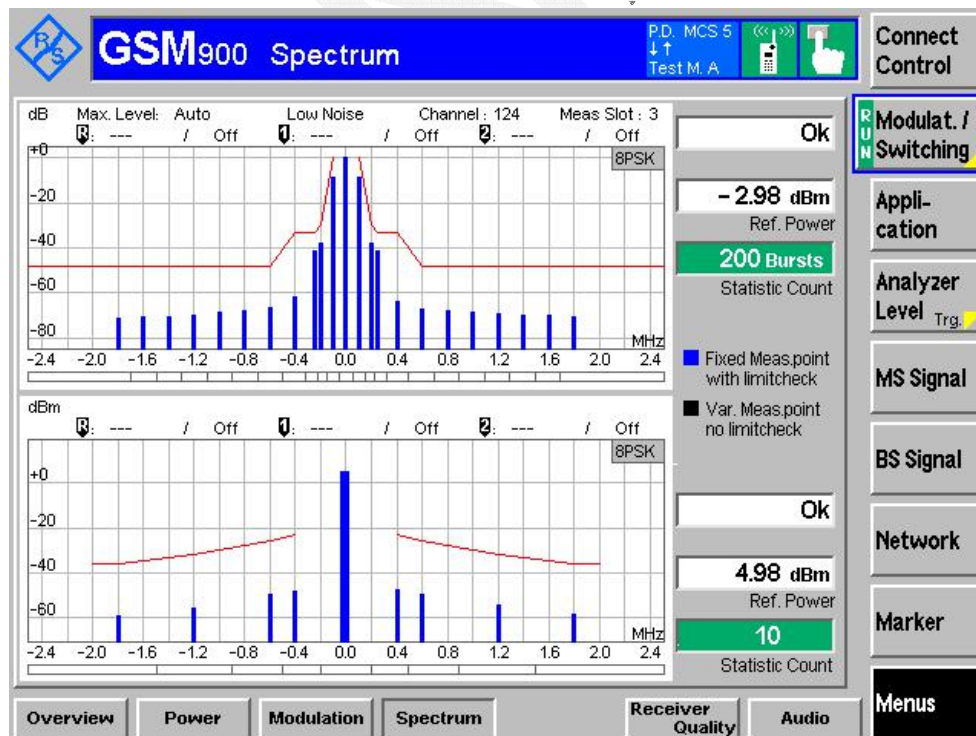 R/S
GSM900 Spectrum
P.D. MCS 5
Test M. A
Connect
Control
dB Max. Level: Auto Low Noise Channel : 124 Meas Slot : 3
R: --- / Off 1: --- / Off 2: --- / Off
8PSK
+0
-20
-40
-60
-80
MHz
-2.4 -2.0 -1.6 -1.2 -0.8 -0.4 0.0 0.4 0.8 1.2 1.6 2.0 2.4
Ok
-2.98 dBm
Ref. Power
200 Bursts
Statistic Count
Fixed Meas.point
with limitcheck
Var. Meas.point
no limitcheck
dBm
R: --- / Off 1: --- / Off 2: --- / Off
8PSK
+0
-20
-40
-60
MHz
-2.4 -2.0 -1.6 -1.2 -0.8 -0.4 0.0 0.4 0.8 1.2 1.6 2.0 2.4
Ok
4.98 dBm
Ref. Power
10
Statistic Count
RUN
Modulat. /
Switching
Appli-
cation
Analyzer
Level Trg.
MS Signal
BS Signal
Network
Marker
Menus
Overview Power Modulation Spectrum Receiver
Quality Audio